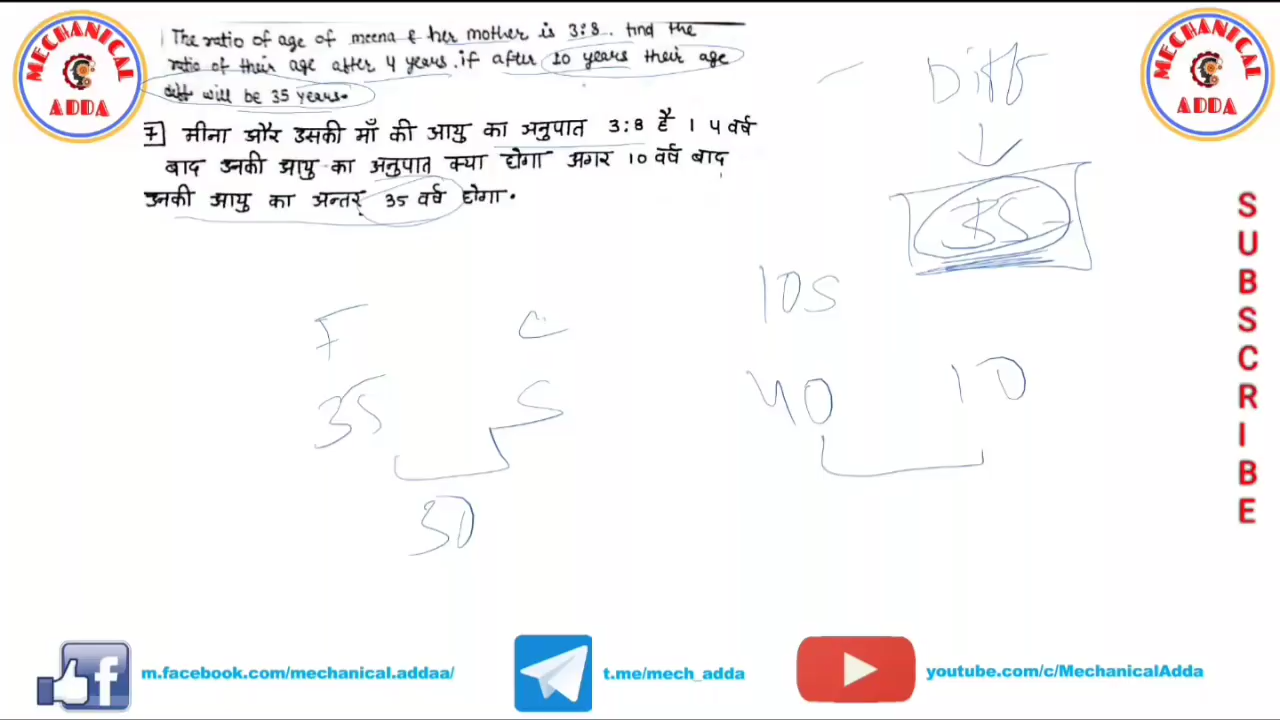 MECHANICAL ADDA
The ratio of age of meena & her mother is 3:8. find the
ratio of their age after 4 years. if after 10 years their age
diff will be 35 years.
7 मीना और उसकी माँ की आयु का अनुपात 3:8 है । 4 वर्ष
बाद उनकी आयु का अनुपात क्या होगा अगर 10 वर्ष बाद
उनकी आयु का अन्तर 35 वर्ष होगा.
MECHANICAL ADDA
Diff
35
F C 10S
35 5 40 10
30
SUBSCRIBE
m.facebook.com/mechanical.addaa/ t.me/mech_adda youtube.com/c/MechanicalAdda